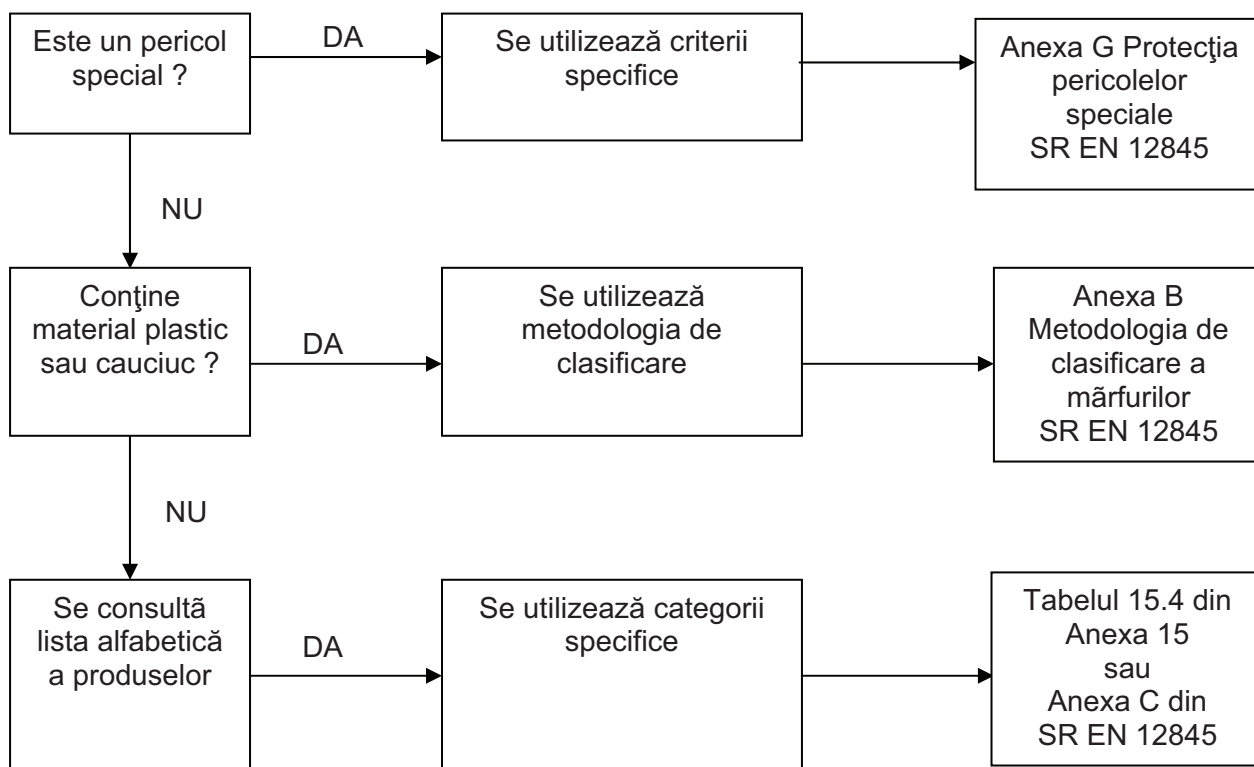 Este un pericol
special ?
DA
Se utilizează criterii
specifice
Anexa G Protecţia
pericolelor
speciale
SR EN 12845
NU
Conţine
material plastic
sau cauciuc ?
DA
Se utilizează
metodologia de
clasificare
Anexa B
Metodologia de
clasificare a
mãrfurilor
SR EN 12845
NU
Se consultã
lista alfabetică
a produselor
DA
Se utilizează categorii
specifice
Tabelul 15.4 din
Anexa 15
sau
Anexa C din
SR EN 12845